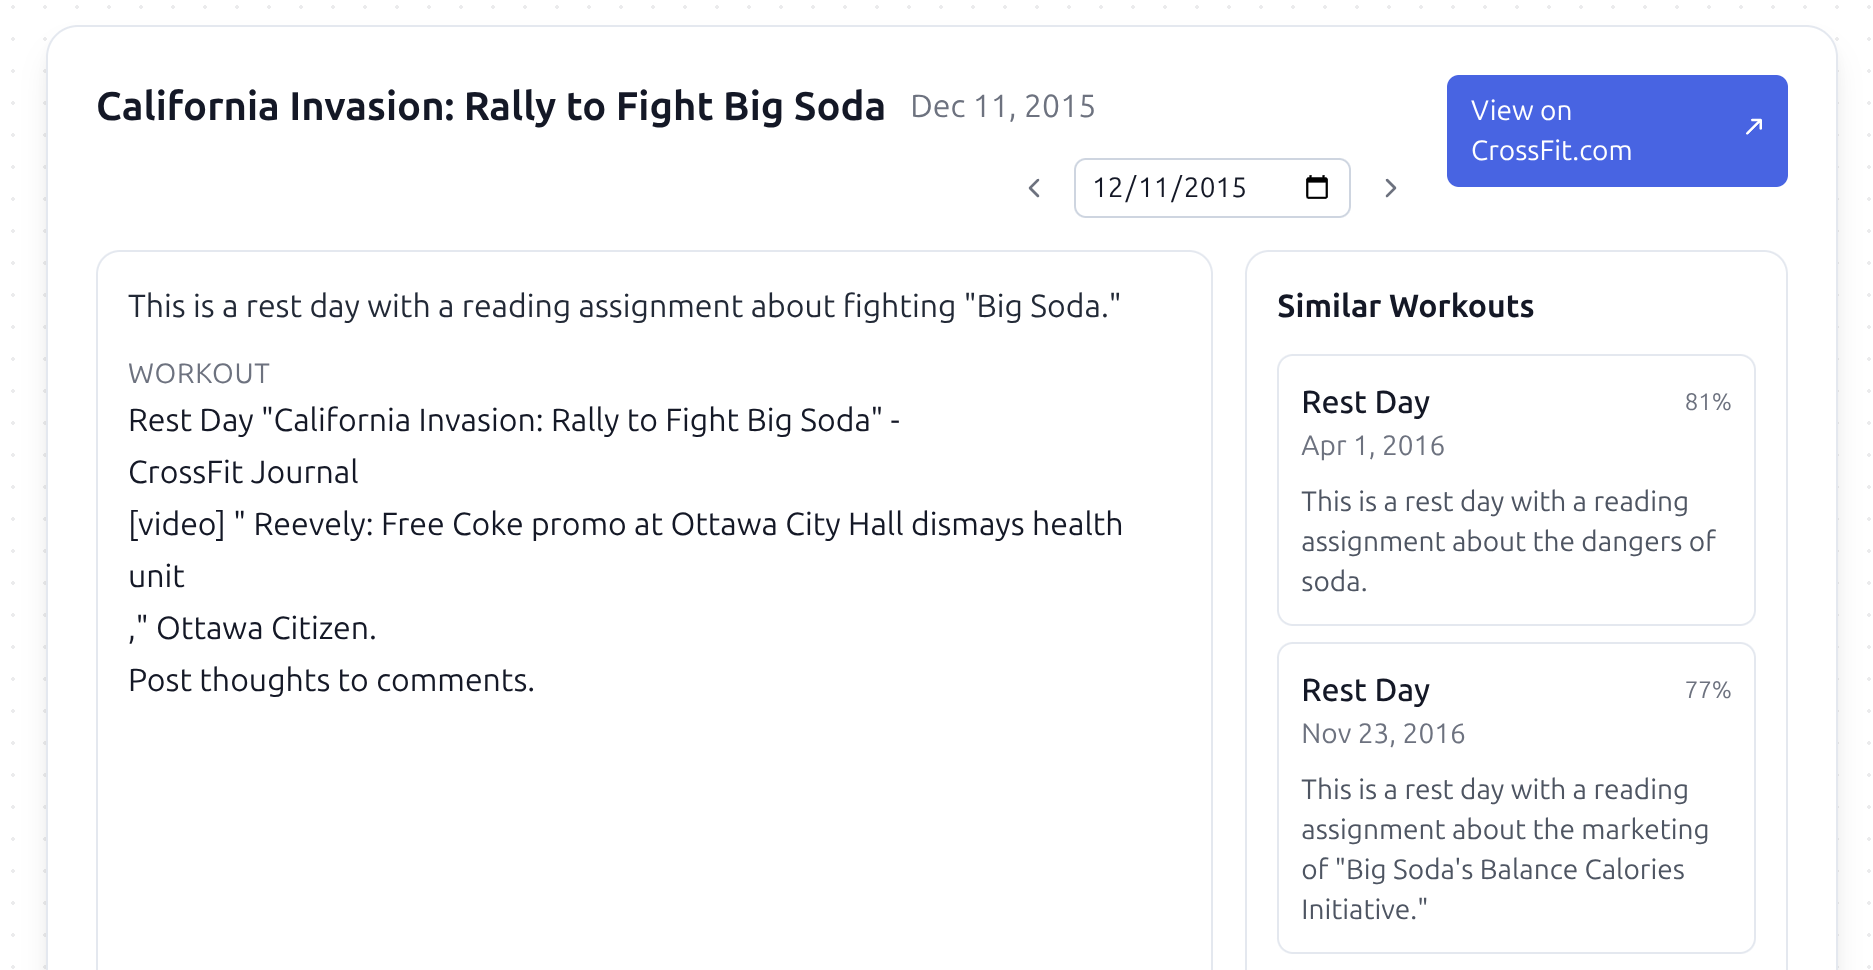 California Invasion: Rally to Fight Big Soda Dec 11, 2015
View on
CrossFit.com
12/11/2015
This is a rest day with a reading assignment about fighting "Big Soda."
WORKOUT
Rest Day "California Invasion: Rally to Fight Big Soda" -
CrossFit Journal
[video] " Reevely: Free Coke promo at Ottawa City Hall dismays health
unit
," Ottawa Citizen.
Post thoughts to comments.
Similar Workouts
Rest Day 81%
Apr 1, 2016
This is a rest day with a reading
assignment about the dangers of
soda.
Rest Day 77%
Nov 23, 2016
This is a rest day with a reading
assignment about the marketing
of "Big Soda's Balance Calories
Initiative."